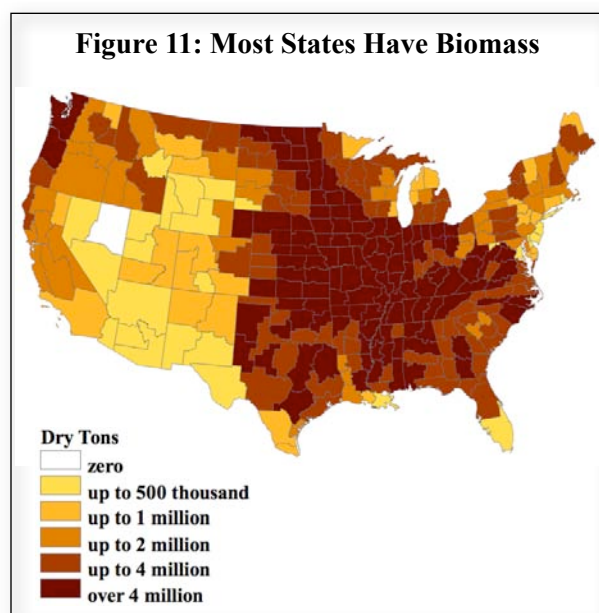 Figure 11: Most States Have Biomass
Dry Tons
zero
up to 500 thousand
up to 1 million
up to 2 million
up to 4 million
over 4 million